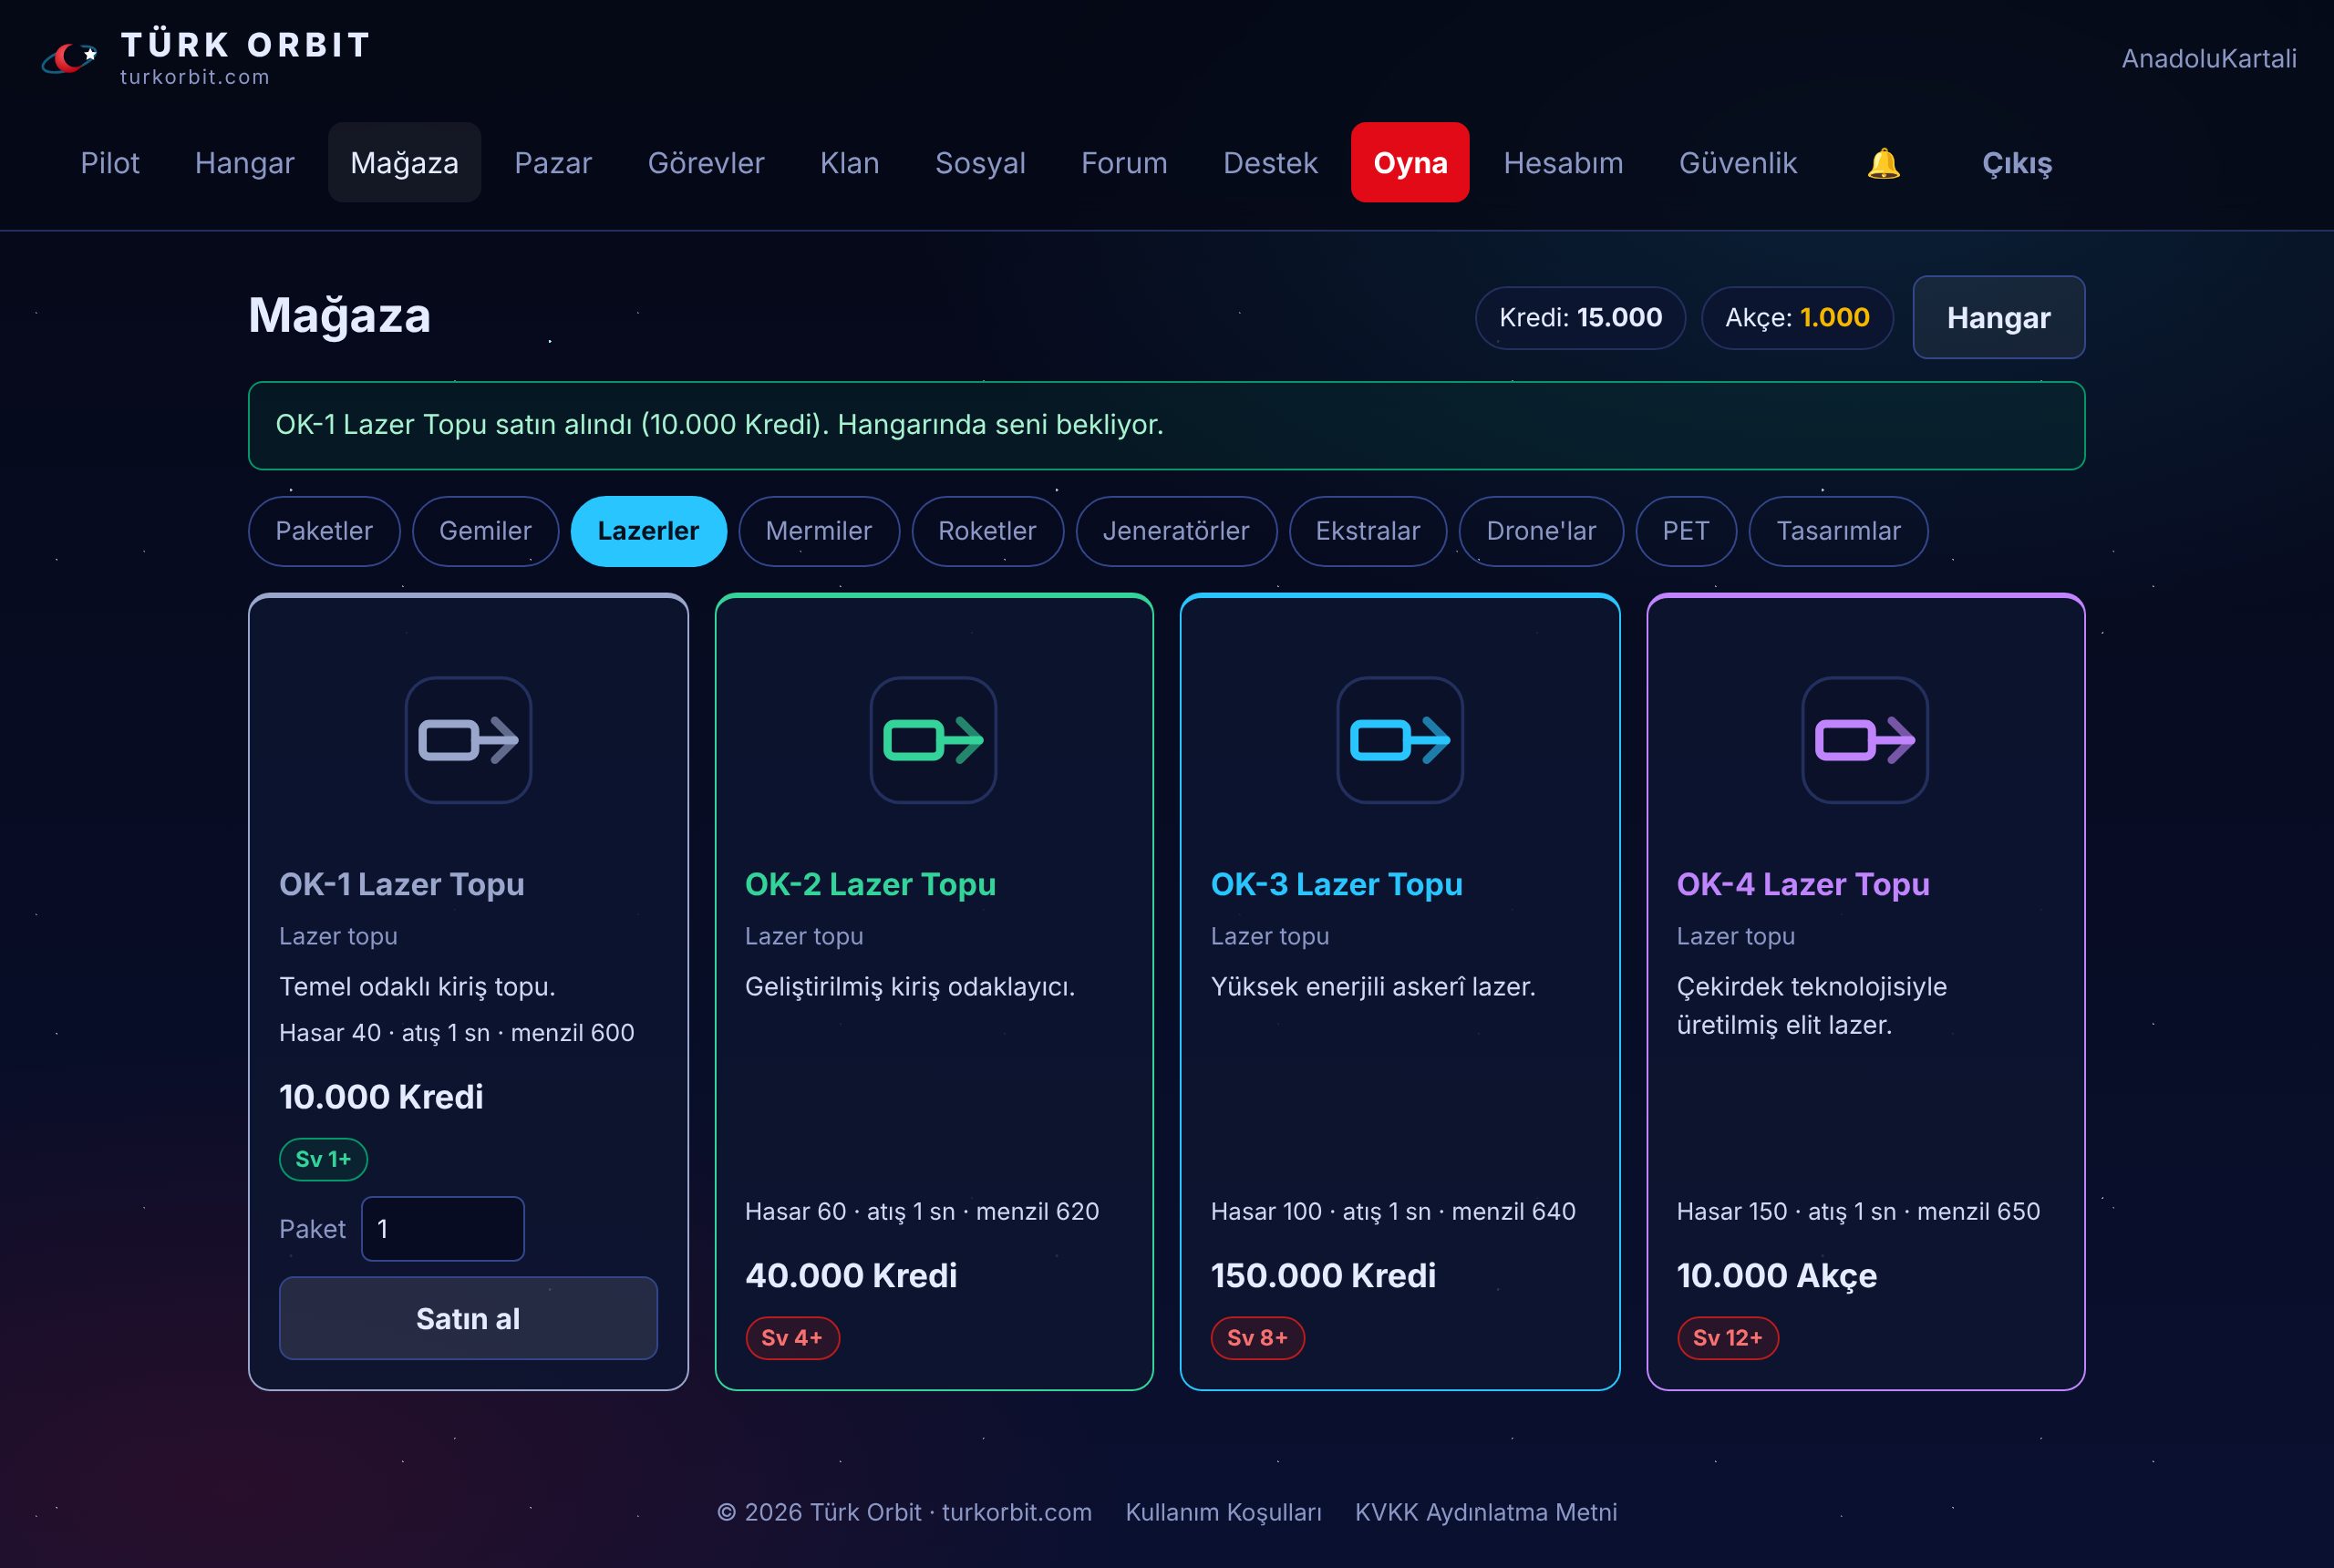 TÜRK ORBIT
turkorbit.com
AnadoluKartali
Pilot Hangar Mağaza Pazar Görevler Klan Sosyal Forum Destek Oyna Hesabım Güvenlik 🔔 Çıkış
Mağaza
Kredi: 15.000 Akçe: 1.000 Hangar
OK-1 Lazer Topu satın alındı (10.000 Kredi). Hangarında seni bekliyor.
Paketler Gemiler Lazerler Mermiler Roketler Jeneratörler Ekstralar Drone'lar PET Tasarımlar
OK-1 Lazer Topu
Lazer topu
Temel odaklı kiriş topu.
Hasar 40 · atış 1 sn · menzil 600
10.000 Kredi
Sv 1+
Paket 1
Satın al
OK-2 Lazer Topu
Lazer topu
Geliştirilmiş kiriş odaklayıcı.
Hasar 60 · atış 1 sn · menzil 620
40.000 Kredi
Sv 4+
OK-3 Lazer Topu
Lazer topu
Yüksek enerjili askerî lazer.
Hasar 100 · atış 1 sn · menzil 640
150.000 Kredi
Sv 8+
OK-4 Lazer Topu
Lazer topu
Çekirdek teknolojisiyle
üretilmiş elit lazer.
Hasar 150 · atış 1 sn · menzil 650
10.000 Akçe
Sv 12+
© 2026 Türk Orbit · turkorbit.com Kullanım Koşulları KVKK Aydınlatma Metni